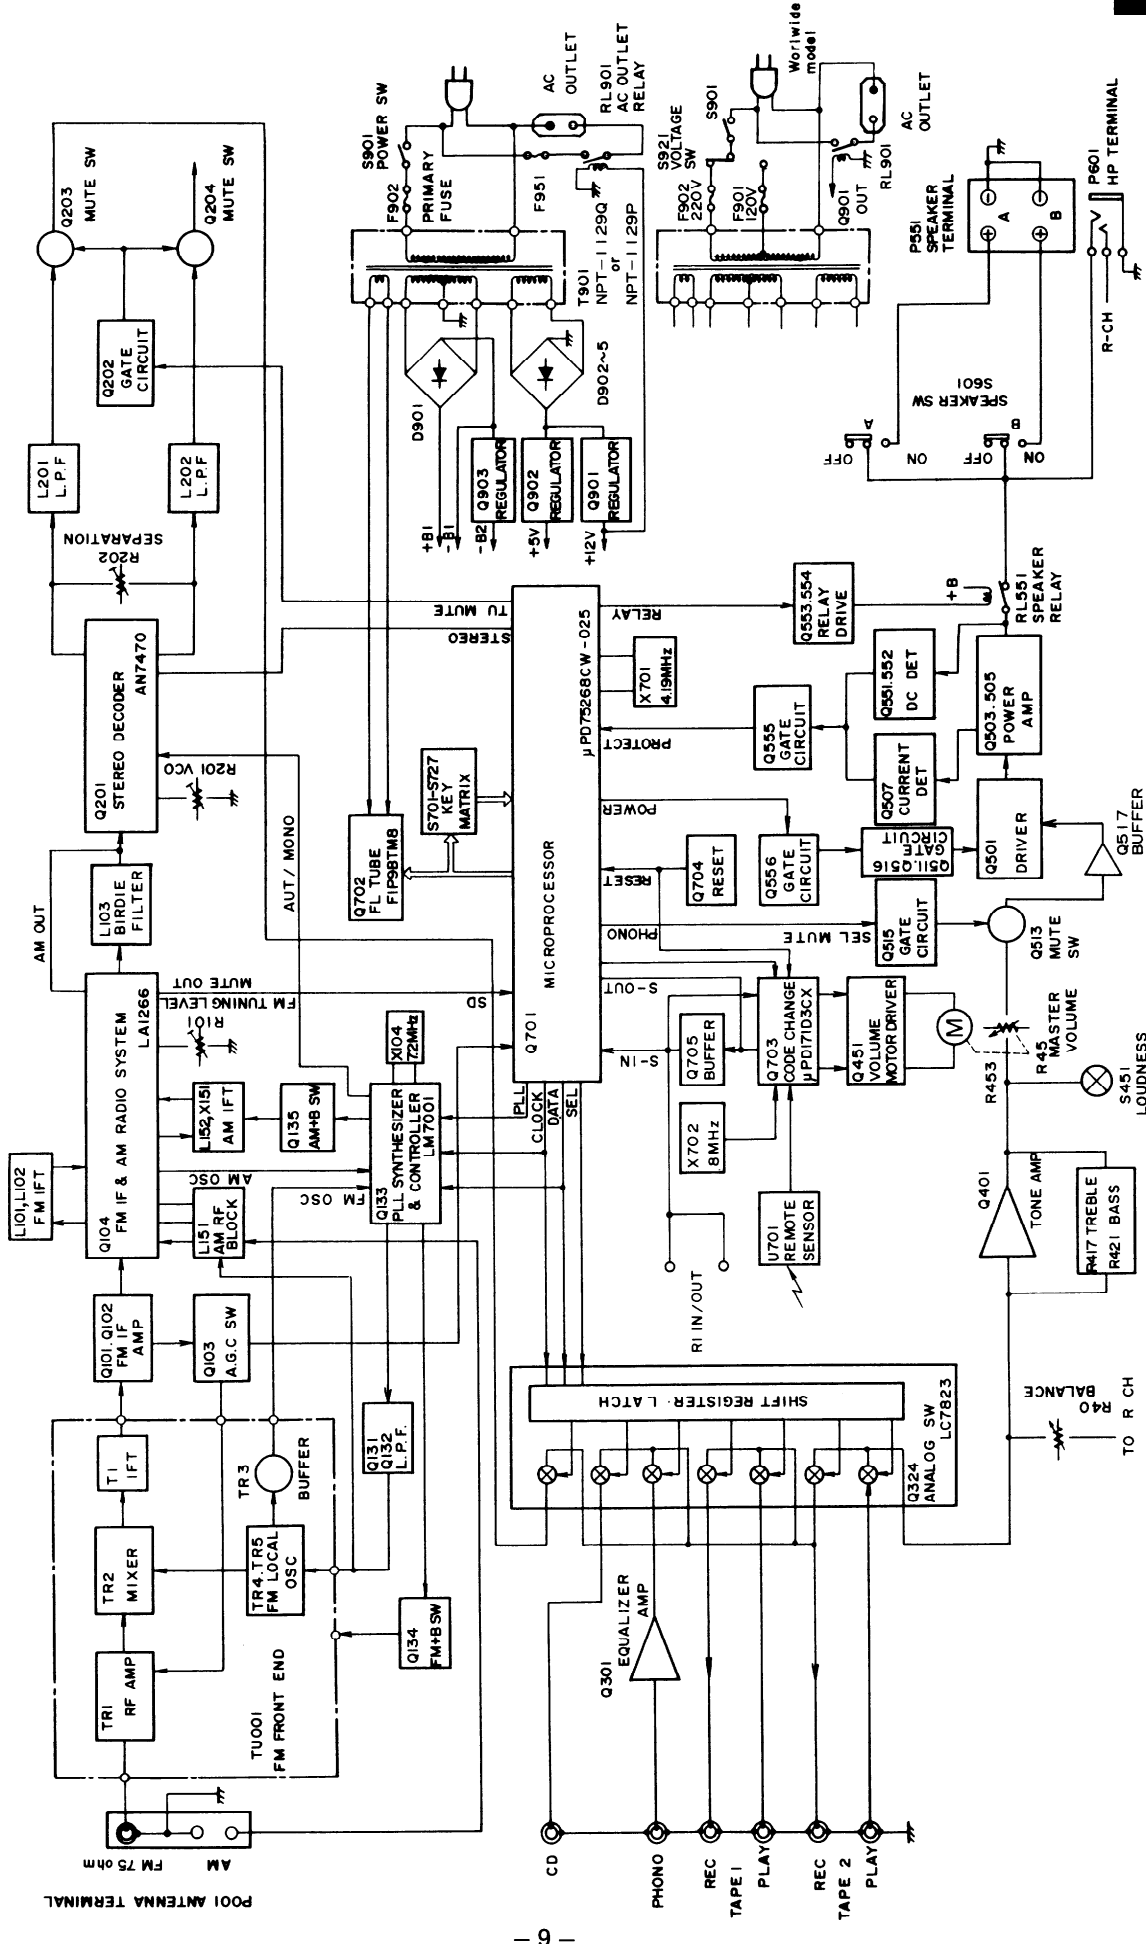 P001 ANTENNA TERMINAL
FM 75 ohm
AM
TU001
FM FRONT END
TR1
RF AMP
TR2
MIXER
T1
IFT
TR4.TR5
FM LOCAL
OSC
TR3
BUFFER
Q101.Q102
FM IF
AMP
Q103
A.G.C SW
L101,L102
FM IFT
Q104
FM IF & AM RADIO SYSTEM
LA1266
L151
AM RF
BLOCK
AM OSC
FM OSC
L152,X151
AM IFT
R101
FM TUNING LEVEL
MUTE OUT
SD
AM OUT
L103
BIRDIE
FILTER
Q201
STEREO DECODER
AN7470
R201 VCO
AUT/MONO
R202
SEPARATION
L201
L.P.F
L202
L.P.F
Q202
GATE
CIRCUIT
Q203
MUTE SW
Q204
MUTE SW
Q131
Q132
L.P.F.
Q134
FM+B SW
Q133
PLL SYNTHESIZER
& CONTROLLER
LM7001
Q135
AM+B SW
X104
7.2MHz
PLL
CLOCK
DATA
SEL
Q701
MICROPROCESSOR
µPD75268CW-025
STEREO
TU MUTE
Q702
FL TUBE
FIP9BTM8
S701-S727
KEY
MATRIX
S-IN
S-OUT
PHONO
RESET
POWER
PROTECT
RELAY
SEL MUTE
X701
4.19MHz
Q704
RESET
Q705
BUFFER
Q703
CODE CHANGE
µPD171D3CX
X702
8MHz
U701
REMOTE
SENSOR
RI IN/OUT
Q451
VOLUME
MOTOR DRIVER
M
Q515
GATE
CIRCUIT
Q556
GATE
CIRCUIT
Q511.Q516
GATE
CIRCUIT
Q555
GATE
CIRCUIT
Q507
CURRENT
DET
Q551.552
DC DET
Q553.554
RELAY
DRIVE
Q501
DRIVER
Q503.505
POWER
AMP
Q517
BUFFER
Q513
MUTE
SW
R453
R45
MASTER
VOLUME
S451
LOUDNESS
Q401
TONE AMP
R417 TREBLE
R421 BASS
R40
BALANCE
TO R CH
SHIFT REGISTER · LATCH
Q324
ANALOG SW
LC7823
Q301
EQUALIZER
AMP
CD
PHONO
REC
TAPE 1
PLAY
REC
TAPE 2
PLAY
+B
RL551
SPEAKER
RELAY
SPEAKER SW
S601
A
OFF
ON
B
OFF
ON
P551
SPEAKER
TERMINAL
A
B
R-CH
P601
HP TERMINAL
+B1
-B1
-B2
+5V
+12V
Q903
REGULATOR
Q902
REGULATOR
Q901
REGULATOR
D901
D902~5
T901
NPT-1129Q
or
NPT-1129P
S901
POWER SW
F902
PRIMARY
FUSE
F951
AC
OUTLET
RL901
AC OUTLET
RELAY
S921
VOLTAGE
SW
S901
F902
220V
F901
120V
Q901
OUT
RL901
AC
OUTLET
Worlwide
model
– 9 –